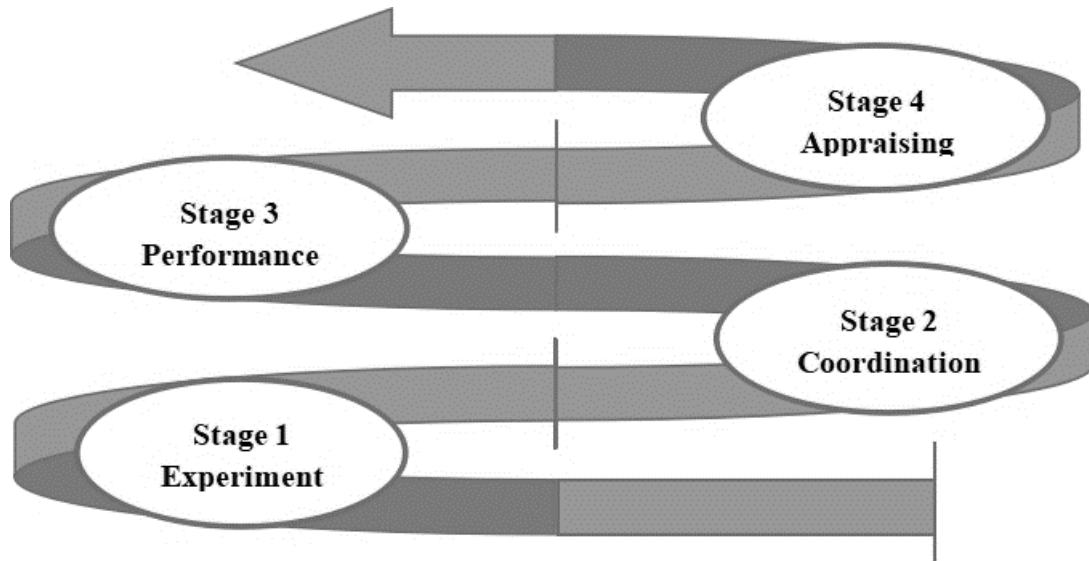 Stage 4
Appraising
Stage 3
Performance
Stage 2
Coordination
Stage 1
Experiment